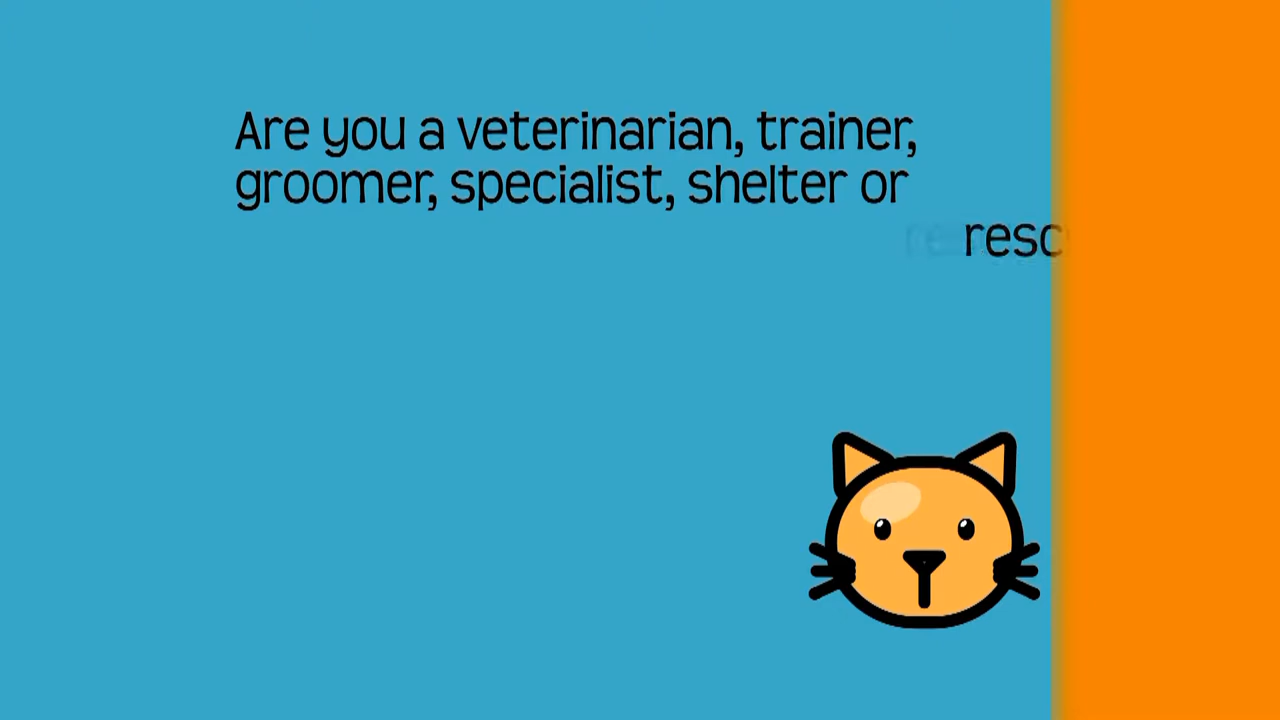 Are you a veterinarian, trainer,
groomer, specialist, shelter or
resc